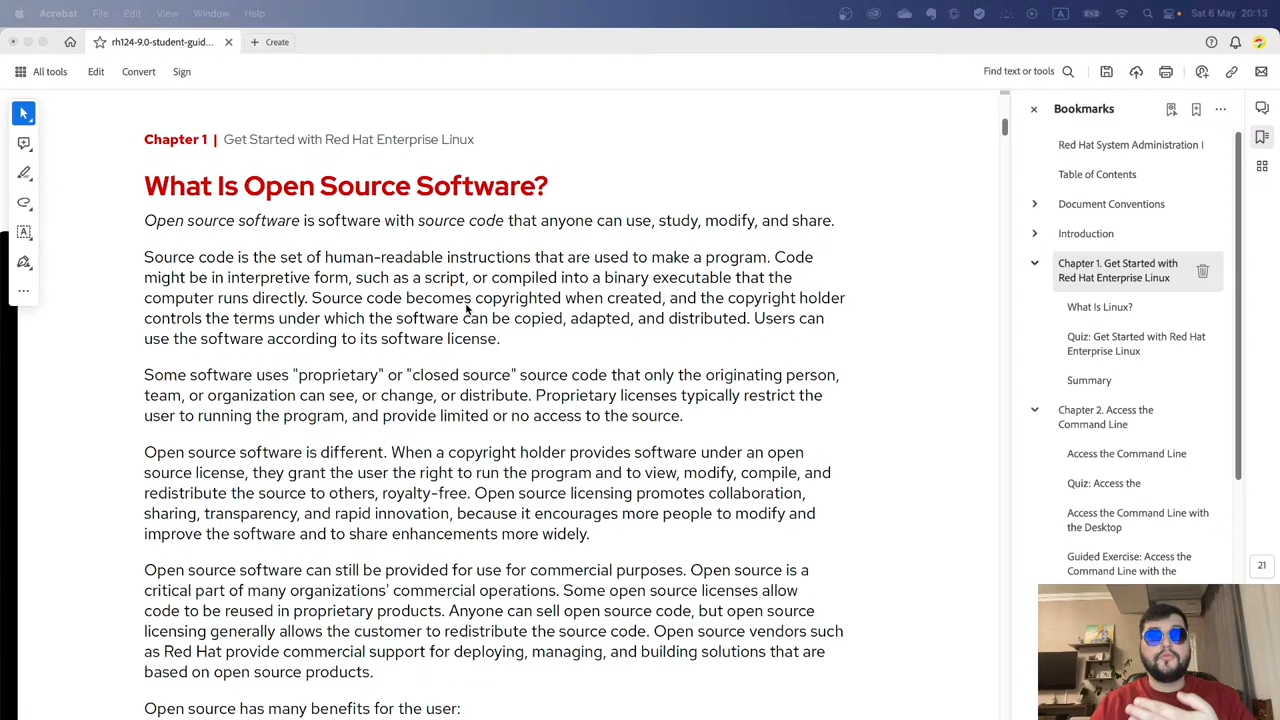 Acrobat File Edit View Window Help
A
Sat 6 May 20:13
rh124-9.0-student-guid...
Create
All tools
Edit
Convert
Sign
Find text or tools
Chapter 1 | Get Started with Red Hat Enterprise Linux
What Is Open Source Software?
Open source software is software with source code that anyone can use, study, modify, and share.
Source code is the set of human-readable instructions that are used to make a program. Code
might be in interpretive form, such as a script, or compiled into a binary executable that the
computer runs directly. Source code becomes copyrighted when created, and the copyright holder
controls the terms under which the software can be copied, adapted, and distributed. Users can
use the software according to its software license.
Some software uses "proprietary" or "closed source" source code that only the originating person,
team, or organization can see, or change, or distribute. Proprietary licenses typically restrict the
user to running the program, and provide limited or no access to the source.
Open source software is different. When a copyright holder provides software under an open
source license, they grant the user the right to run the program and to view, modify, compile, and
redistribute the source to others, royalty-free. Open source licensing promotes collaboration,
sharing, transparency, and rapid innovation, because it encourages more people to modify and
improve the software and to share enhancements more widely.
Open source software can still be provided for use for commercial purposes. Open source is a
critical part of many organizations' commercial operations. Some open source licenses allow
code to be reused in proprietary products. Anyone can sell open source code, but open source
licensing generally allows the customer to redistribute the source code. Open source vendors such
as Red Hat provide commercial support for deploying, managing, and building solutions that are
based on open source products.
Open source has many benefits for the user:
Bookmarks
Red Hat System Administration I
Table of Contents
Document Conventions
Introduction
Chapter 1. Get Started with
Red Hat Enterprise Linux
What Is Linux?
Quiz: Get Started with Red Hat
Enterprise Linux
Summary
Chapter 2. Access the
Command Line
Access the Command Line
Quiz: Access the
Access the Command Line with
the Desktop
Guided Exercise: Access the
Command Line with the
21